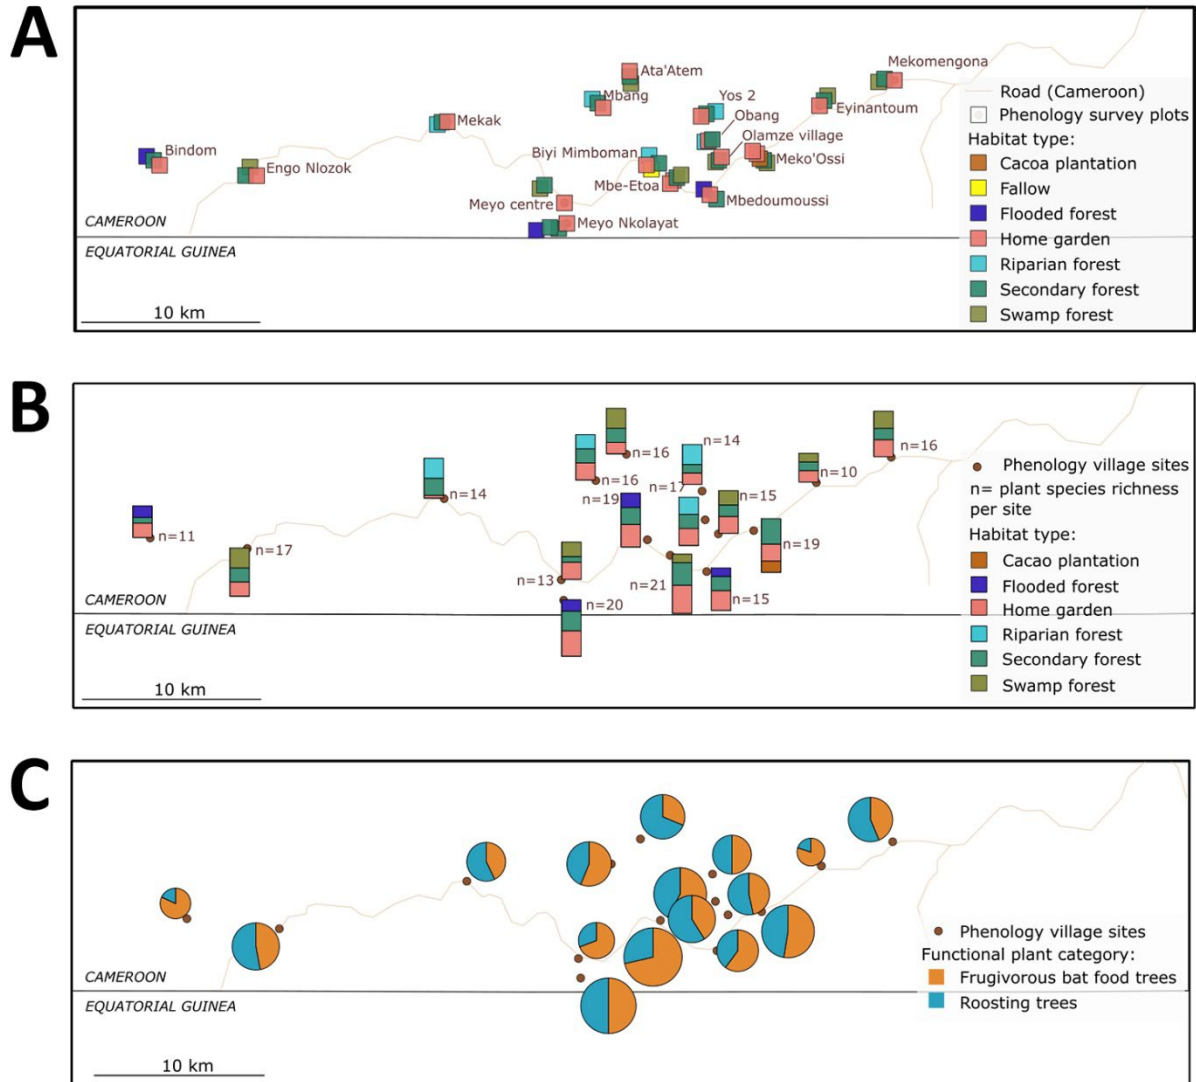 A
Mekomengona
Ata'Atem
Mbang
Yos 2
Road (Cameroon)
Phenology survey plots
Eyinantoum
Obang
Mekak
Olamze village
Habitat type:
Bindom
Biyi Mimboman
Meko'Ossi
Cacoa plantation
Engo Nlozok
Mbe-Etoa
Fallow
Meyo centre
Mbedoumoussi
Flooded forest
Meyo Nkolayat
CAMEROON
Home garden
EQUATORIAL GUINEA
Riparian forest
Secondary forest
10 km
Swamp forest
B
n=14
n=16
n=16
Phenology village sites
n=10
n=16
n=17
n= plant species richness
per site
n=14
n=19
n=15
Habitat type:
n=11
n=17
n=19
Cacao plantation
n=13
n=21
Flooded forest
CAMEROON
n=20
n=15
Home garden
EQUATORIAL GUINEA
Riparian forest
Secondary forest
10 km
Swamp forest
C
Phenology village sites
Functional plant category:
CAMEROON
Frugivorous bat food trees
EQUATORIAL GUINEA
Roosting trees
10 km